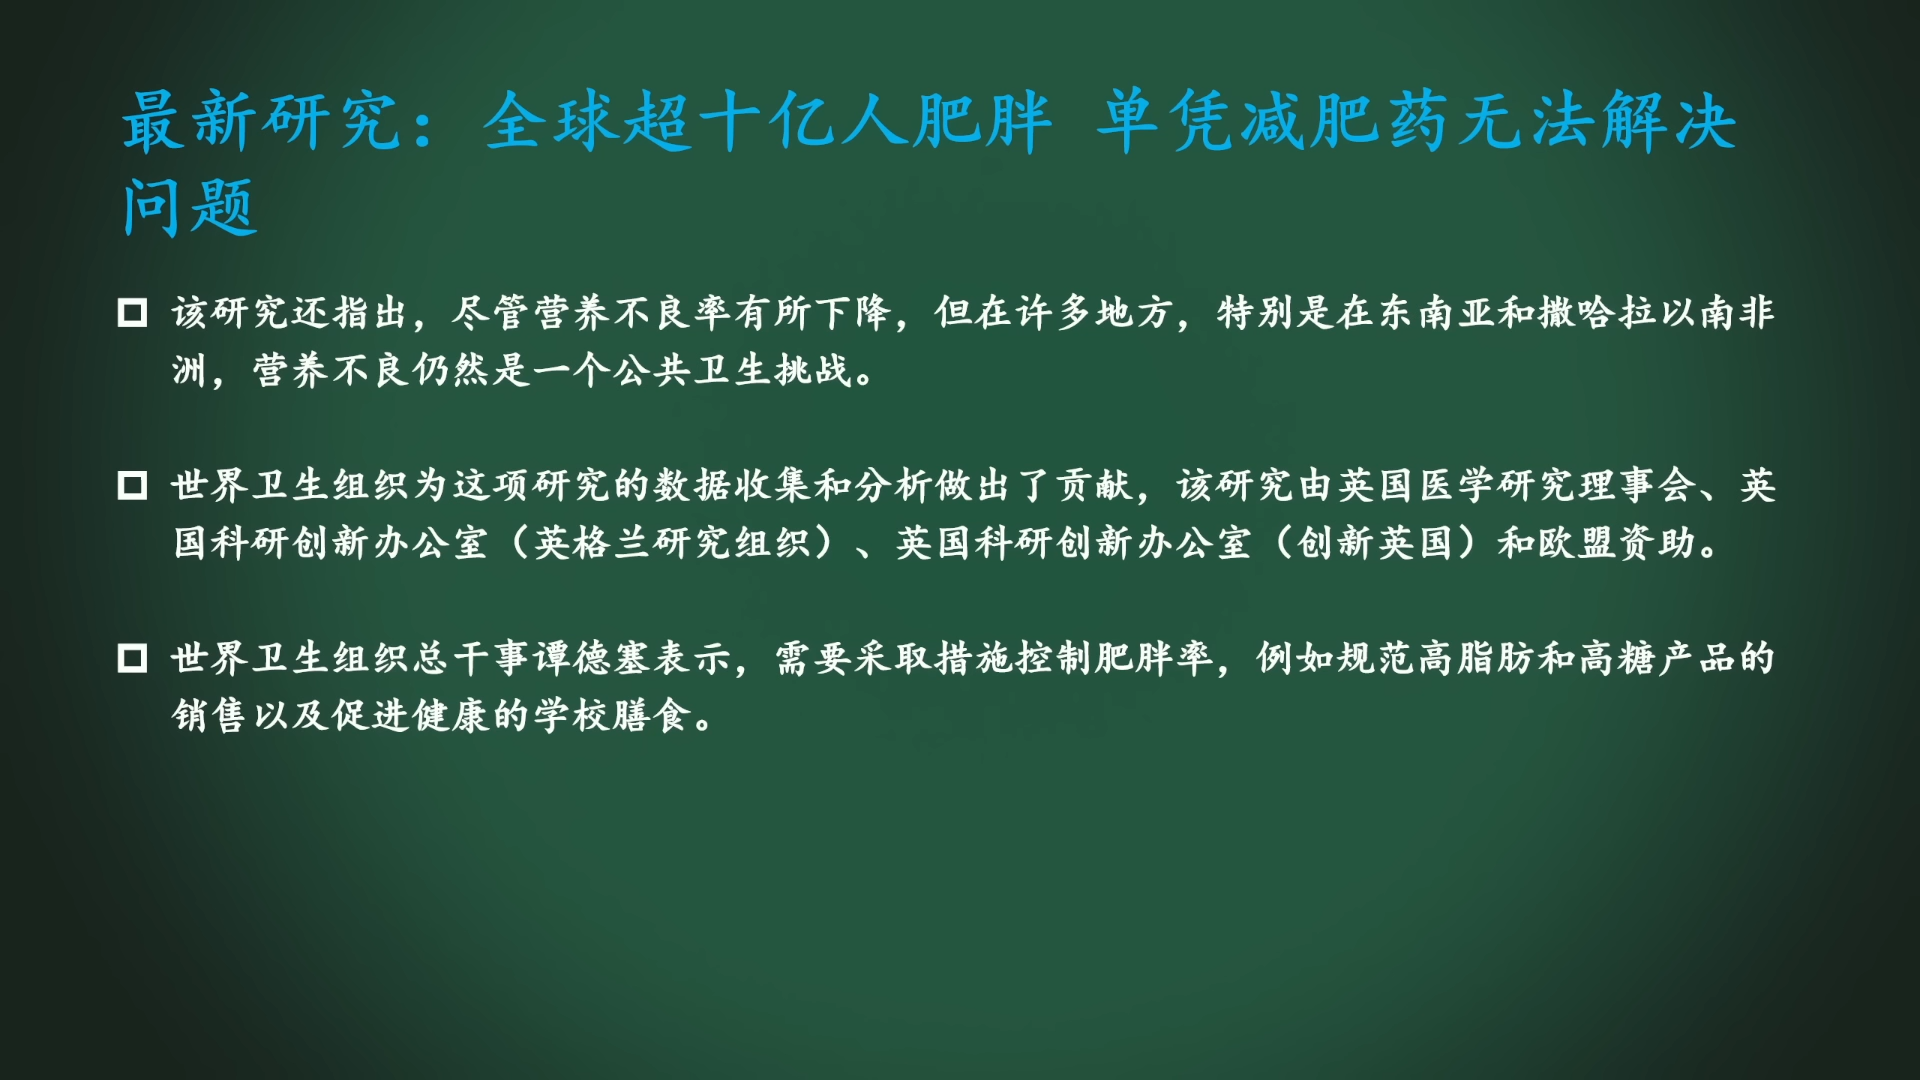 最新研究：全球超十亿人肥胖 单凭减肥药无法解决
问题
该研究还指出，尽管营养不良率有所下降，但在许多地方，特别是在东南亚和撒哈拉以南非
洲，营养不良仍然是一个公共卫生挑战。
世界卫生组织为这项研究的数据收集和分析做出了贡献，该研究由英国医学研究理事会、英
国科研创新办公室（英格兰研究组织）、英国科研创新办公室（创新英国）和欧盟资助。
世界卫生组织总干事谭德塞表示，需要采取措施控制肥胖率，例如规范高脂肪和高糖产品的
销售以及促进健康的学校膳食。